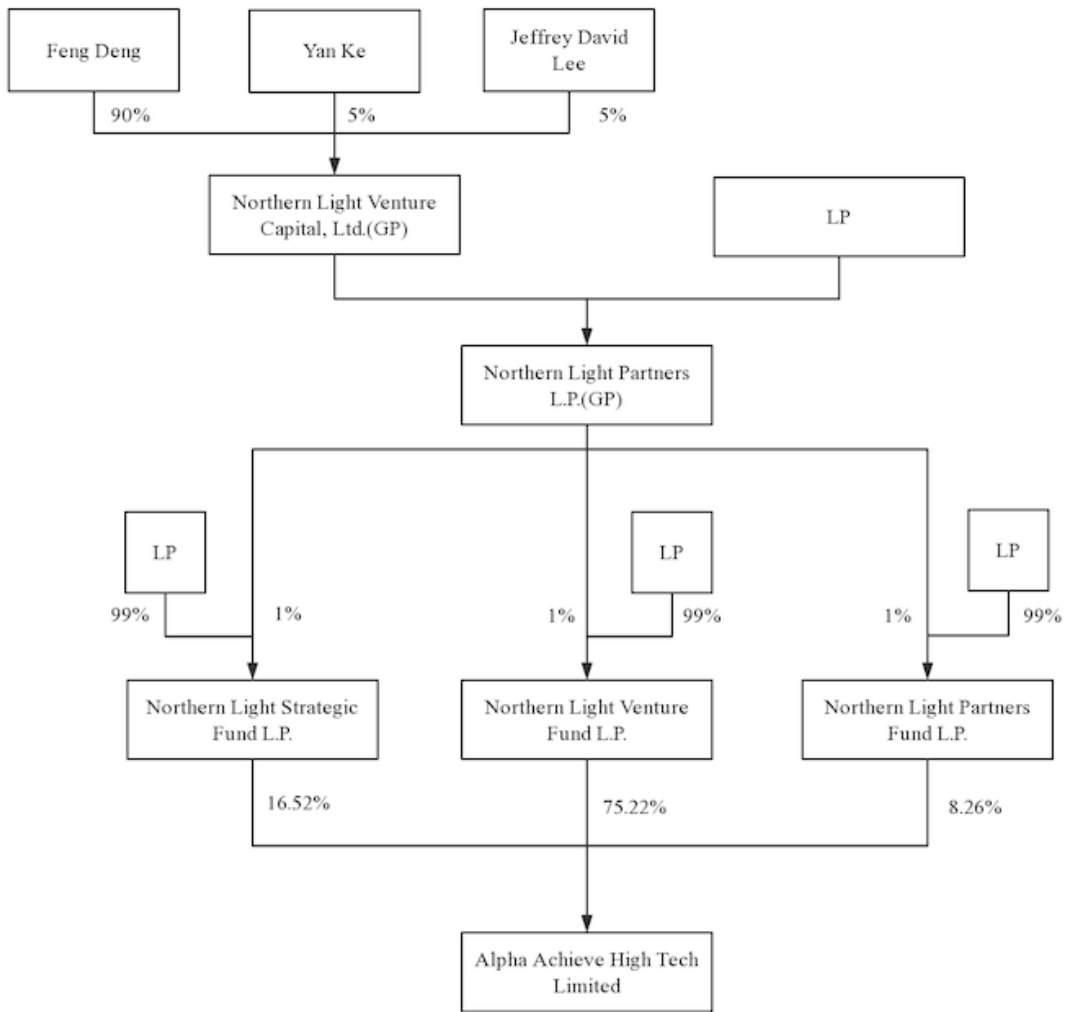 Feng Deng
Yan Ke
Jeffrey David
Lee
90%
5%
5%
Northern Light Venture
Capital, Ltd.(GP)
LP
Northern Light Partners
L.P.(GP)
LP
LP
LP
99%
1%
1%
99%
1%
99%
Northern Light Strategic
Fund L.P.
Northern Light Venture
Fund L.P.
Northern Light Partners
Fund L.P.
16.52%
75.22%
8.26%
Alpha Achieve High Tech
Limited